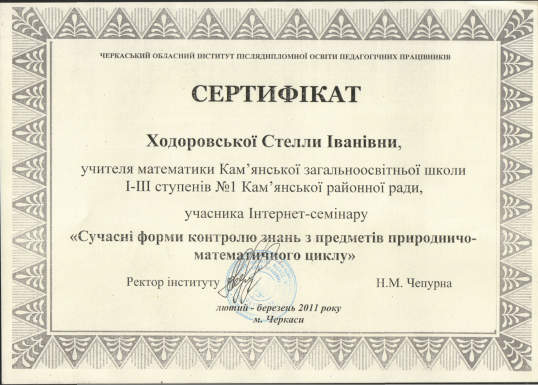 ЧЕРКАСЬКИЙ ОБЛАСНИЙ ІНСТИТУТ ПІСЛЯДИПЛОМНОЇ ОСВІТИ ПЕДАГОГІЧНИХ ПРАЦІВНИКІВ
СЕРТИФІКАТ
Ходоровської Стелли Іванівни,
учителя математики Кам’янської загальноосвітньої школи
І-ІІІ ступенів №1 Кам’янської районної ради,
учасника Інтернет-семінару
«Сучасні форми контролю знань з предметів природничо-
математичного циклу»
Ректор інституту Н.М. Чепурна
лютий - березень 2011 року
м. Черкаси